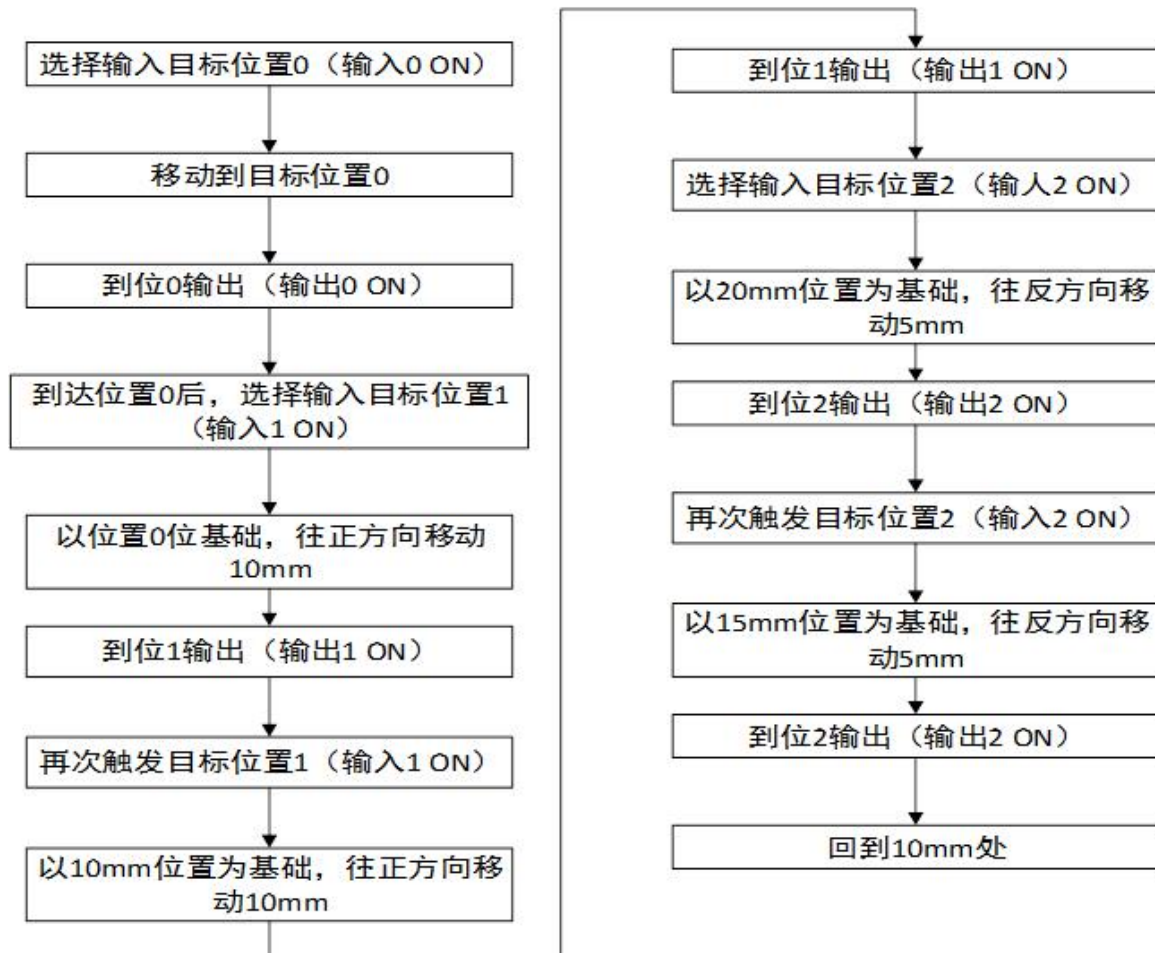 选择输入目标位置0（输入0 ON）
移动到目标位置0
到位0输出（输出0 ON）
到达位置0后，选择输入目标位置1
（输入1 ON）
以位置0位基础，往正方向移动
10mm
到位1输出（输出1 ON）
再次触发目标位置1（输入1 ON）
以10mm位置为基础，往正方向移
动10mm
到位1输出（输出1 ON）
选择输入目标位置2（输人2 ON）
以20mm位置为基础，往反方向移
动5mm
到位2输出（输出2 ON）
再次触发目标位置2（输入2 ON）
以15mm位置为基础，往反方向移
动5mm
到位2输出（输出2 ON）
回到10mm处